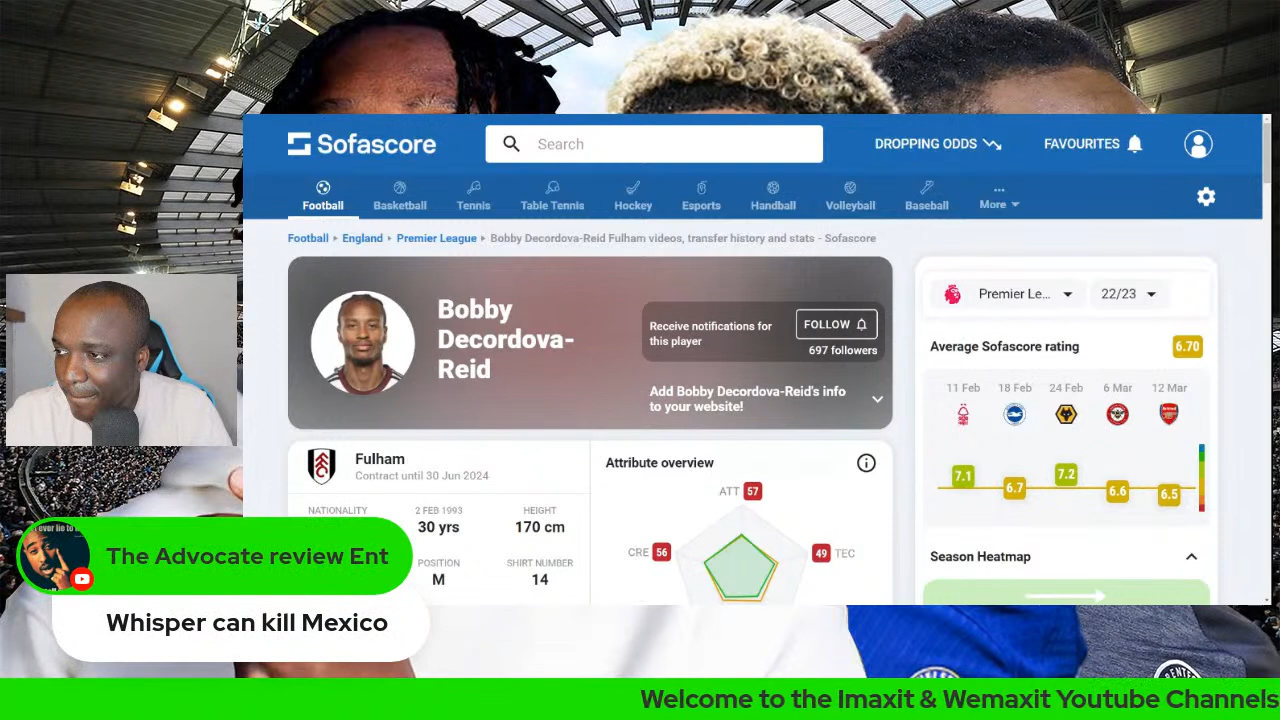 Sofascore
Search
DROPPING ODDS
FAVOURITES
Football
Basketball
Tennis
Table Tennis
Hockey
Esports
Handball
Volleyball
Baseball
More
Football England Premier League Bobby Decordova-Reid Fulham videos, transfer history and stats - Sofascore
Bobby
Decordova-
Reid
Receive notifications for
this player
FOLLOW
697 followers
Add Bobby Decordova-Reid's info
to your website!
Premier Le...
22/23
Average Sofascore rating
6.70
11 Feb
18 Feb
24 Feb
6 Mar
12 Mar
7.1
6.7
7.2
6.6
6.5
Season Heatmap
Fulham
Contract until 30 Jun 2024
NATIONALITY
2 FEB 1993
30 yrs
HEIGHT
170 cm
POSITION
M
SHIRT NUMBER
14
Attribute overview
ATT 57
CRE 56
49 TEC
The Advocate review Ent
Whisper can kill Mexico
Welcome to the Imaxit & Wemaxit Youtube Channels